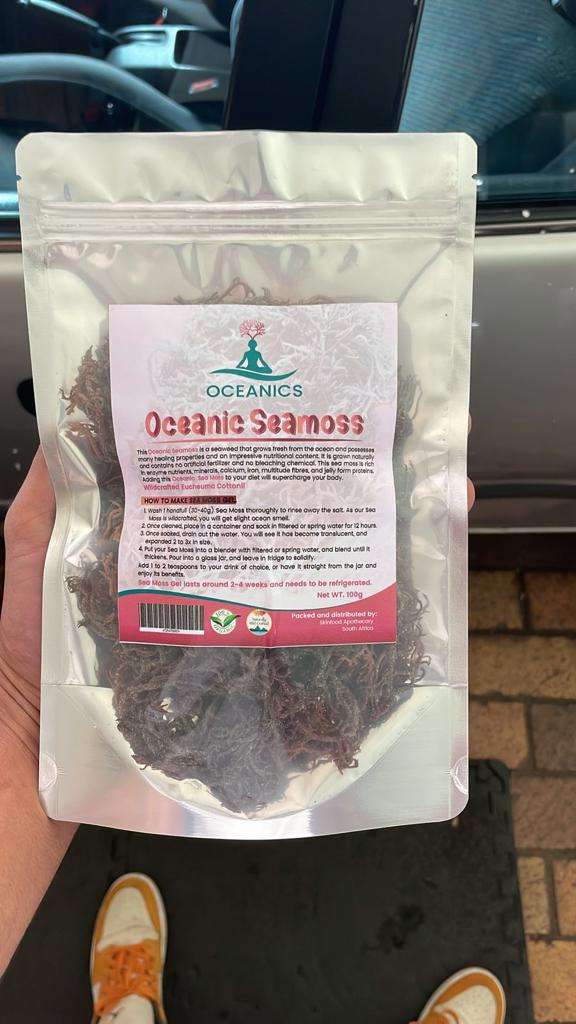 OCEANICS
Oceanic Seamoss
This Oceanic Seamoss is a seaweed that grows fresh from the ocean and possesses
many healing properties and an impressive nutritional content. It is grown naturally
and contains no artificial fertilizer and no bleaching chemical. This sea moss is rich
in enzyme nutrients, minerals, calcium, iron, multitude fibres, and jelly form proteins.
Adding this Oceanic Sea Moss to your diet will supercharge your body.
Wildcrafted Eucheuma Cottonii
HOW TO MAKE SEA MOSS GEL
1. Wash 1 handfull (30-40g) Sea Moss thoroughly to rinse away the salt. As our Sea
Moss is wildcrafted, you will get slight ocean smell.
2. Once cleaned, place in a container and soak in filtered or spring water for 12 hours.
3. Once soaked, drain out the water. You will see it has become translucent, and
expanded 2 to 3x in size.
4. Put your Sea Moss into a blender with filtered or spring water, and blend until it
thickens. Pour into a glass jar, and leave in fridge to solidify.
Add 1 to 2 teaspoons to your drink of choice, or have it straight from the jar and
enjoy its benefits.
Sea Moss Gel lasts around 2-4 weeks and needs to be refrigerated.
Net WT. 100g
Packed and distributed by:
Skinfood Apothecary
South Africa